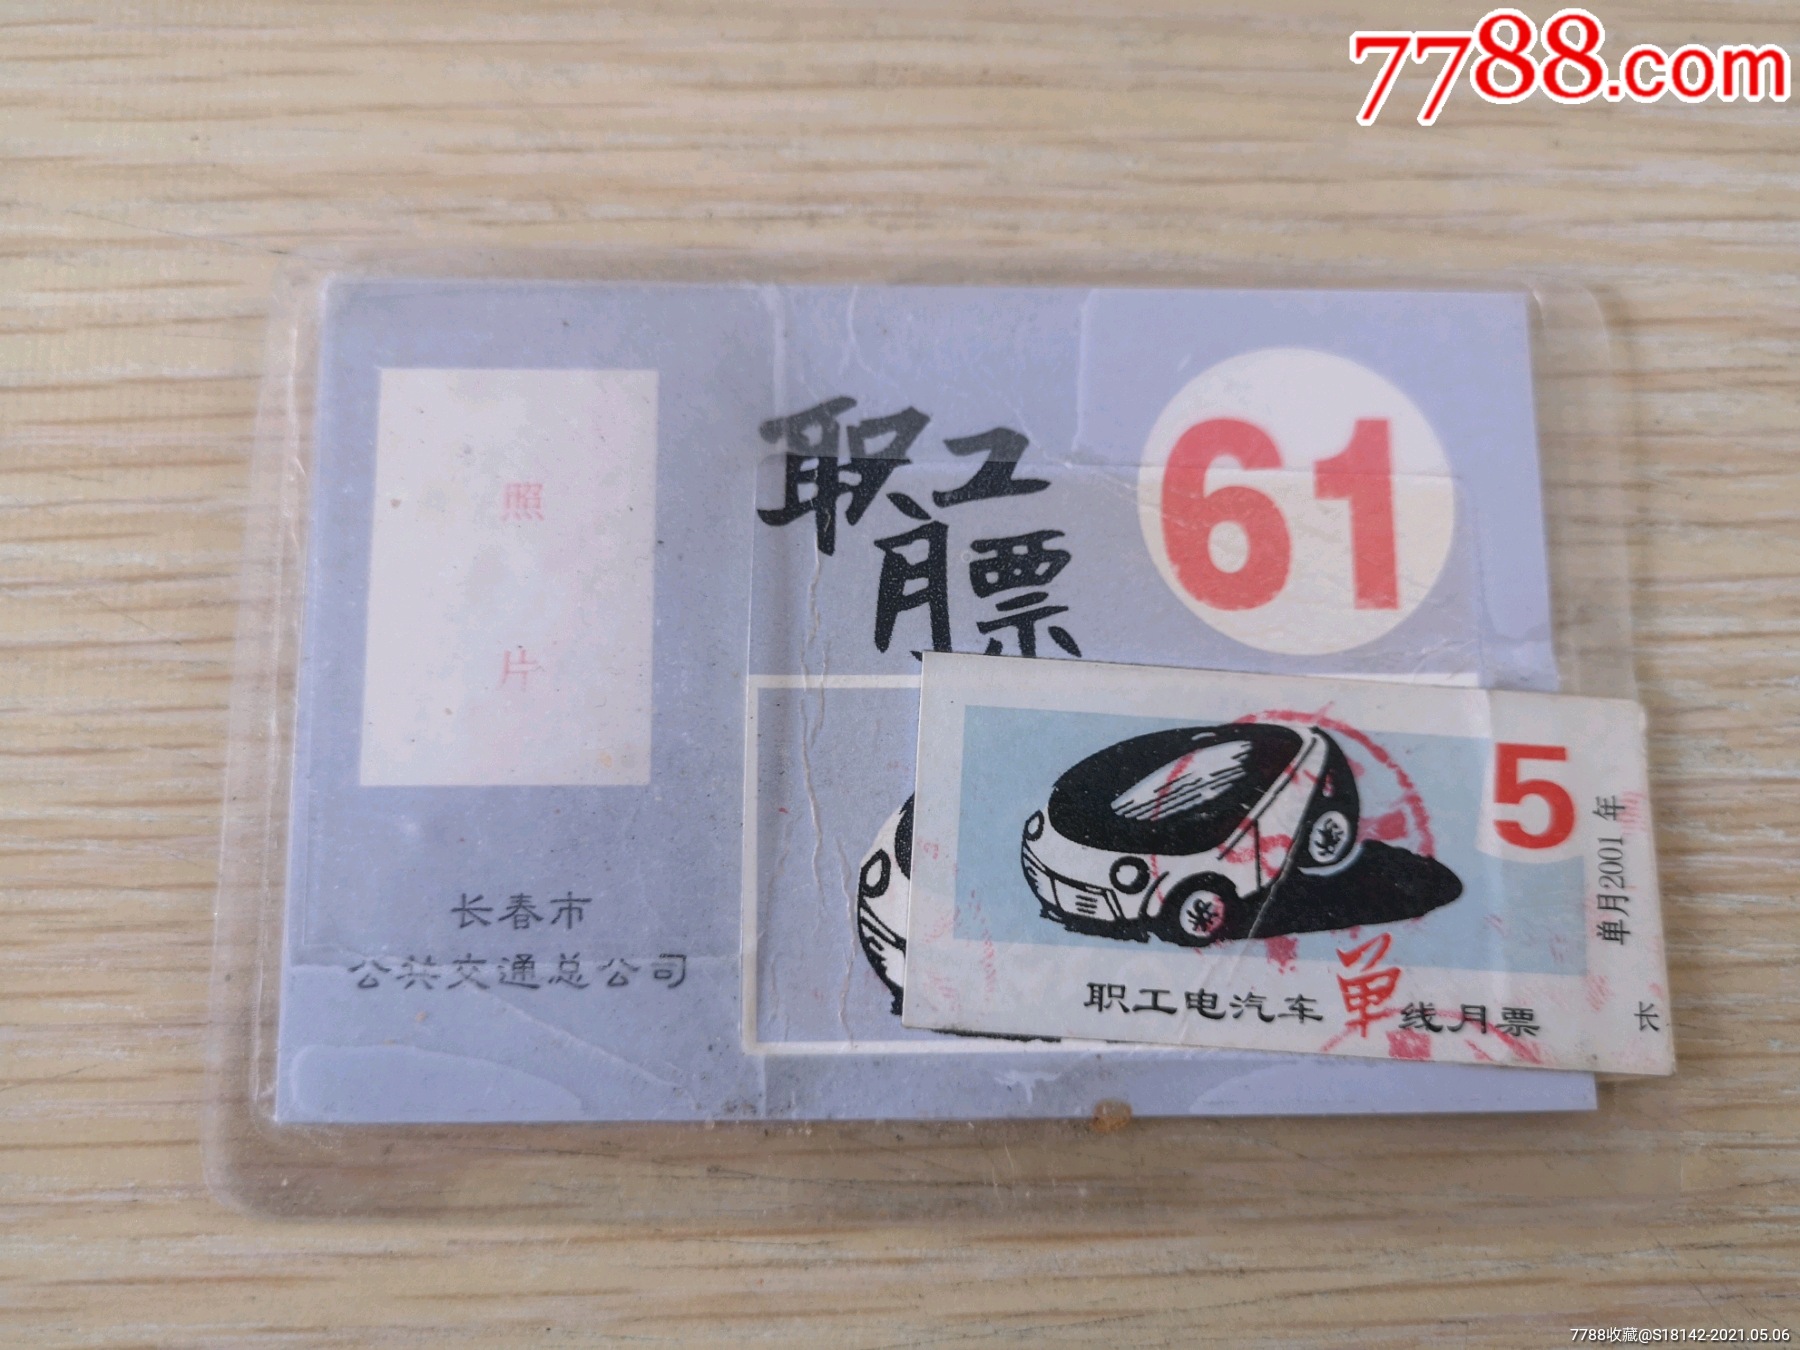 7788.com
职工
月票
61
照
片
长春市
公共交通总公司
5
单月2001年
长
职工电汽车单线月票
7788收藏@S18142-2021.05.06